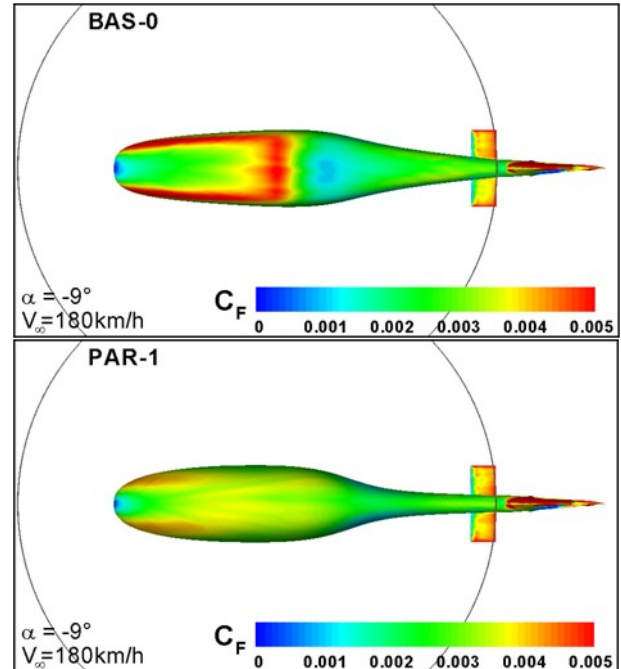 BAS-0
α = -9°
V∞=180km/h
CF
0 0.001 0.002 0.003 0.004 0.005
PAR-1
α = -9°
V∞=180km/h
CF
0 0.001 0.002 0.003 0.004 0.005